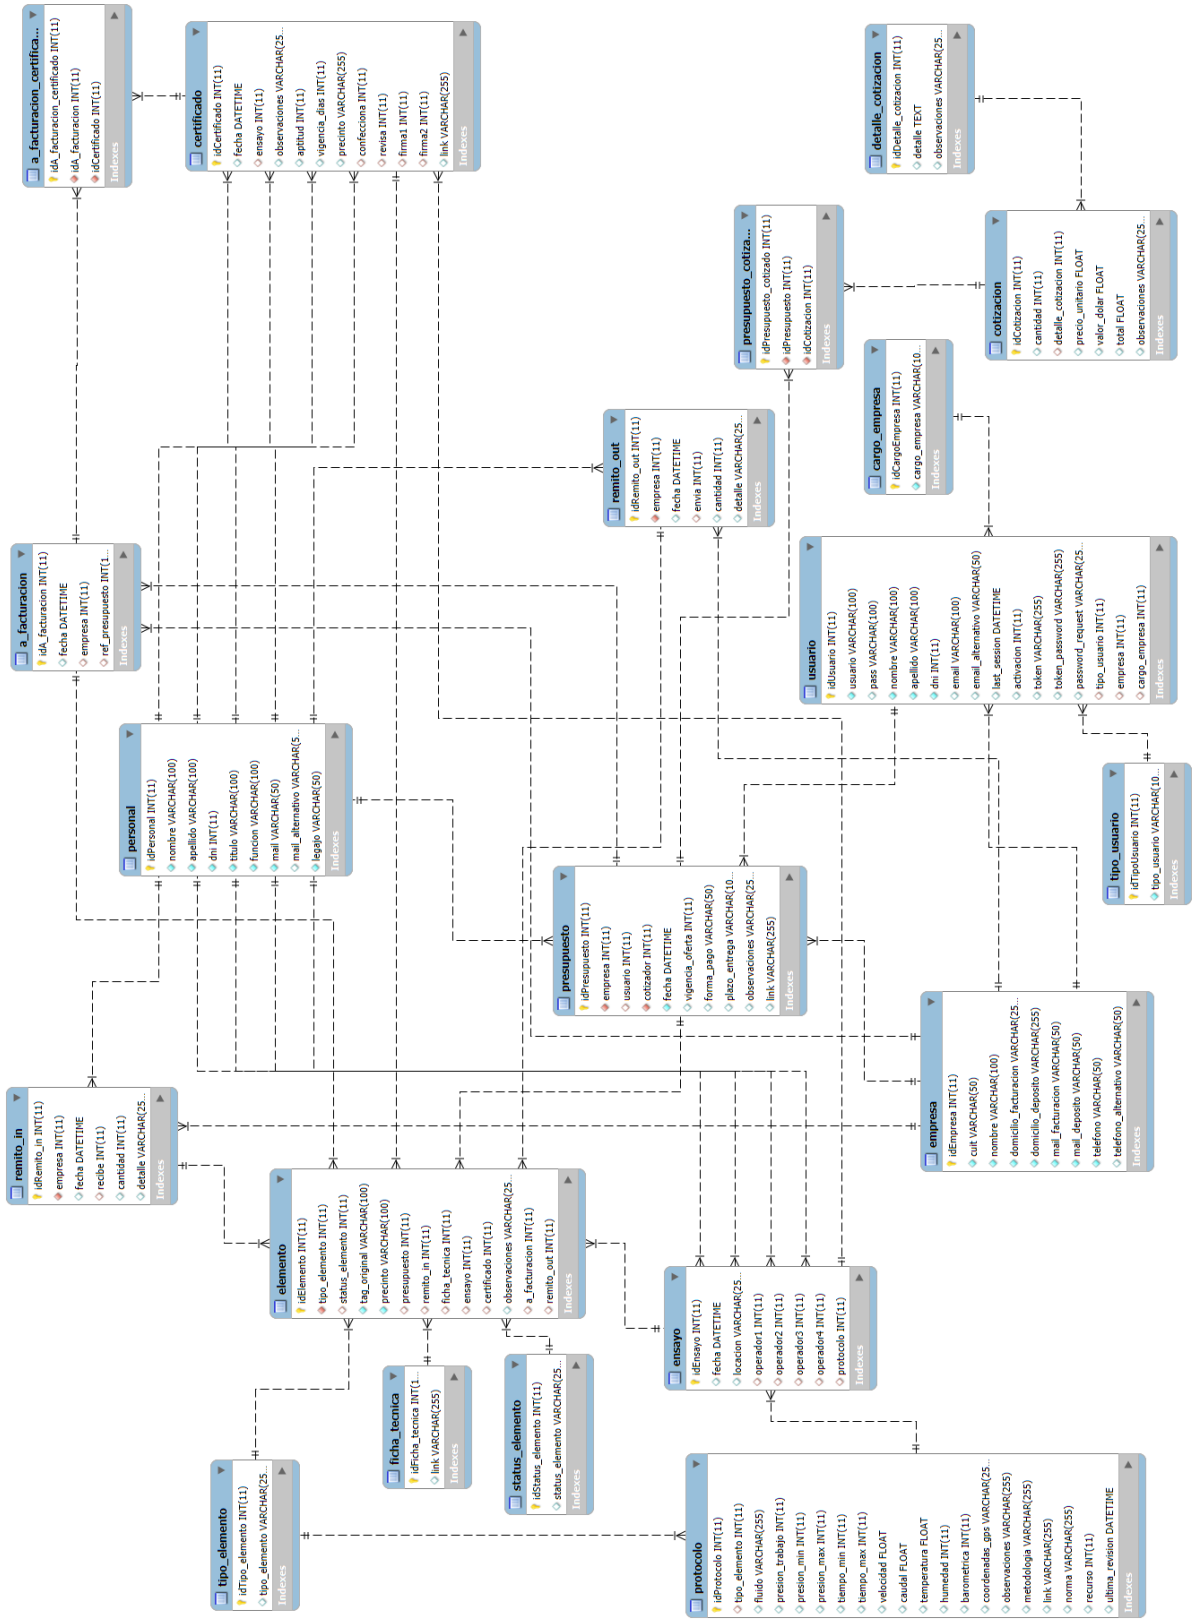 remito_in
idRemito_in INT(11)
empresa INT(11)
fecha DATETIME
recibe INT(11)
cantidad INT(11)
detalle VARCHAR(25...
Indexes
a_facturacion
idA_facturacion INT(11)
fecha DATETIME
empresa INT(11)
ref_presupuesto INT(1...
Indexes
a_facturacion_certifica...
idA_facturacion_certificado INT(11)
idA_facturacion INT(11)
idCertificado INT(11)
Indexes
personal
idPersonal INT(11)
nombre VARCHAR(100)
apellido VARCHAR(100)
dni INT(11)
titulo VARCHAR(100)
funcion VARCHAR(100)
mail VARCHAR(50)
mail_alternativo VARCHAR(5...
legajo VARCHAR(50)
Indexes
certificado
idCertificado INT(11)
fecha DATETIME
ensayo INT(11)
observaciones VARCHAR(25...
aptitud INT(11)
vigencia_dias INT(11)
precinto VARCHAR(255)
confecciona INT(11)
revisa INT(11)
firma1 INT(11)
firma2 INT(11)
link VARCHAR(255)
Indexes
tipo_elemento
idTipo_elemento INT(11)
tipo_elemento VARCHAR(25...
Indexes
elemento
idElemento INT(11)
tipo_elemento INT(11)
status_elemento INT(11)
tag_original VARCHAR(100)
precinto VARCHAR(100)
presupuesto INT(11)
remito_in INT(11)
ficha_tecnica INT(11)
ensayo INT(11)
certificado INT(11)
observaciones VARCHAR(25...
a_facturacion INT(11)
remito_out INT(11)
Indexes
ficha_tecnica
idFicha_tecnica INT(1...
link VARCHAR(255)
Indexes
status_elemento
idStatus_elemento INT(11)
status_elemento VARCHAR(25...
Indexes
presupuesto
idPresupuesto INT(11)
empresa INT(11)
usuario INT(11)
cotizador INT(11)
fecha DATETIME
vigencia_oferta INT(11)
forma_pago VARCHAR(50)
plazo_entrega VARCHAR(10...
observaciones VARCHAR(25...
link VARCHAR(255)
Indexes
remito_out
idRemito_out INT(11)
empresa INT(11)
fecha DATETIME
envia INT(11)
cantidad INT(11)
detalle VARCHAR(25...
Indexes
ensayo
idEnsayo INT(11)
fecha DATETIME
locacion VARCHAR(25...
operador1 INT(11)
operador2 INT(11)
operador3 INT(11)
operador4 INT(11)
protocolo INT(11)
Indexes
protocolo
idProtocolo INT(11)
tipo_elemento INT(11)
fluido VARCHAR(255)
presion_trabajo INT(11)
presion_min INT(11)
presion_max INT(11)
tiempo_min INT(11)
tiempo_max INT(11)
velocidad FLOAT
caudal FLOAT
temperatura FLOAT
humedad INT(11)
barometrica INT(11)
coordenadas_gps VARCHAR(25...
observaciones VARCHAR(255)
metodologia VARCHAR(255)
link VARCHAR(255)
norma VARCHAR(255)
recurso INT(11)
ultima_revision DATETIME
Indexes
presupuesto_cotiza...
idPresupuesto_cotizado INT(11)
idPresupuesto INT(11)
idCotizacion INT(11)
Indexes
usuario
idUsuario INT(11)
usuario VARCHAR(100)
pass VARCHAR(100)
nombre VARCHAR(100)
apellido VARCHAR(100)
dni INT(11)
email VARCHAR(100)
email_alternativo VARCHAR(50)
last_session DATETIME
activacion INT(11)
token VARCHAR(255)
token_password VARCHAR(255)
password_request VARCHAR(25...
tipo_usuario INT(11)
empresa INT(11)
cargo_empresa INT(11)
Indexes
cargo_empresa
idCargoEmpresa INT(11)
cargo_empresa VARCHAR(10...
Indexes
detalle_cotizacion
idDetalle_cotizacion INT(11)
detalle TEXT
observaciones VARCHAR(25...
Indexes
empresa
idEmpresa INT(11)
cuit VARCHAR(50)
nombre VARCHAR(100)
domicilio_facturacion VARCHAR(25...
domicilio_deposito VARCHAR(255)
mail_facturacion VARCHAR(50)
mail_deposito VARCHAR(50)
telefono VARCHAR(50)
telefono_alternativo VARCHAR(50)
Indexes
cotizacion
idCotizacion INT(11)
cantidad INT(11)
detalle_cotizacion INT(11)
precio_unitario FLOAT
valor_dolar FLOAT
total FLOAT
observaciones VARCHAR(25...
Indexes
tipo_usuario
idTipoUsuario INT(11)
tipo_usuario VARCHAR(10...
Indexes